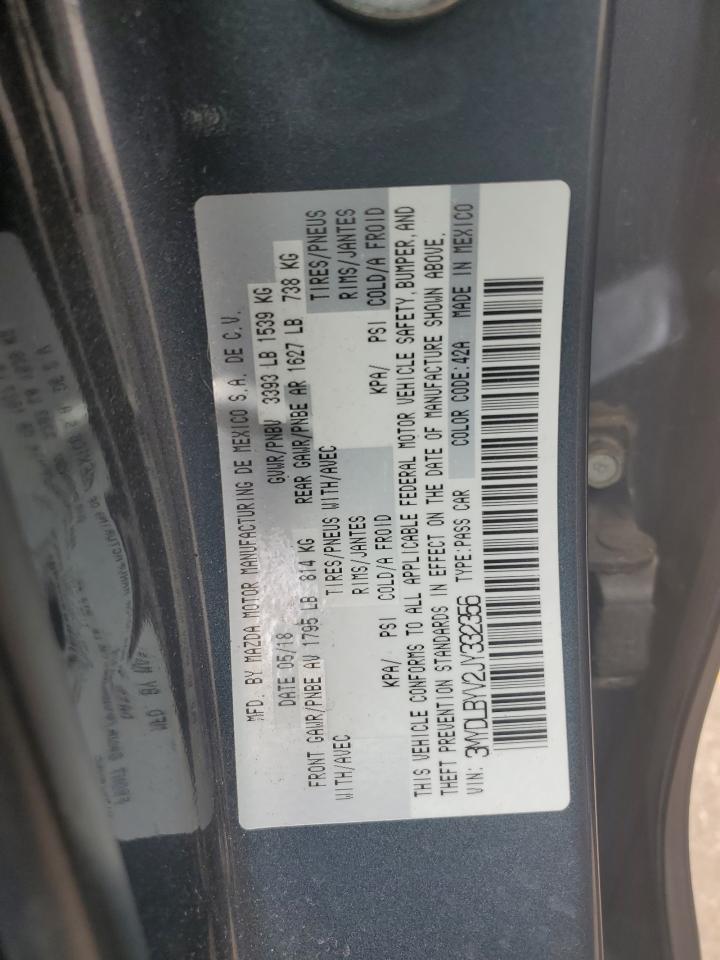 MFD. BY MAZDA MOTOR MANUFACTURING DE MEXICO S.A. DE C.V.
DATE 05/18 GVWR/PNBV 3393 LB 1539 KG
FRONT GAWR/PNBE AV 1795 LB 814 KG REAR GAWR/PNBE AR 1627 LB 738 KG
WITH/AVEC TIRES/PNEUS WITH/AVEC TIRES/PNEUS
RIMS/JANTES RIMS/JANTES
KPA/ PSI COLD/A FROID KPA/ PSI COLD/A FROID
THIS VEHICLE CONFORMS TO ALL APPLICABLE FEDERAL MOTOR VEHICLE SAFETY, BUMPER, AND
THEFT PREVENTION STANDARDS IN EFFECT ON THE DATE OF MANUFACTURE SHOWN ABOVE.
VIN: 3MYDLBYV2JY332356 TYPE:PASS CAR COLOR CODE:42A MADE IN MEXICO